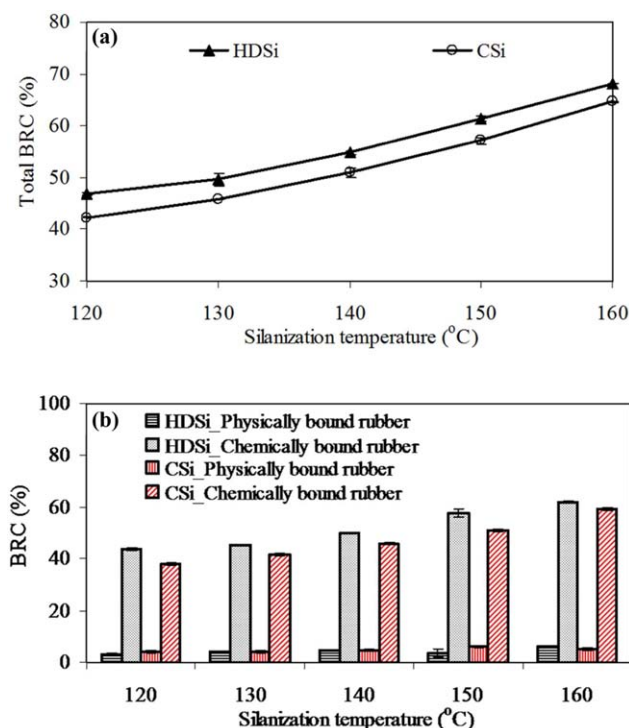 (a)
HDSi CSi
Total BRC (%)
80
70
60
50
40
30
120 130 140 150 160
Silanization temperature (°C)
(b)
HDSi_Physically bound rubber
HDSi_Chemically bound rubber
CSi_Physically bound rubber
CSi_Chemically bound rubber
BRC (%)
100
80
60
40
20
0
120 130 140 150 160
Silanization temperature (°C)